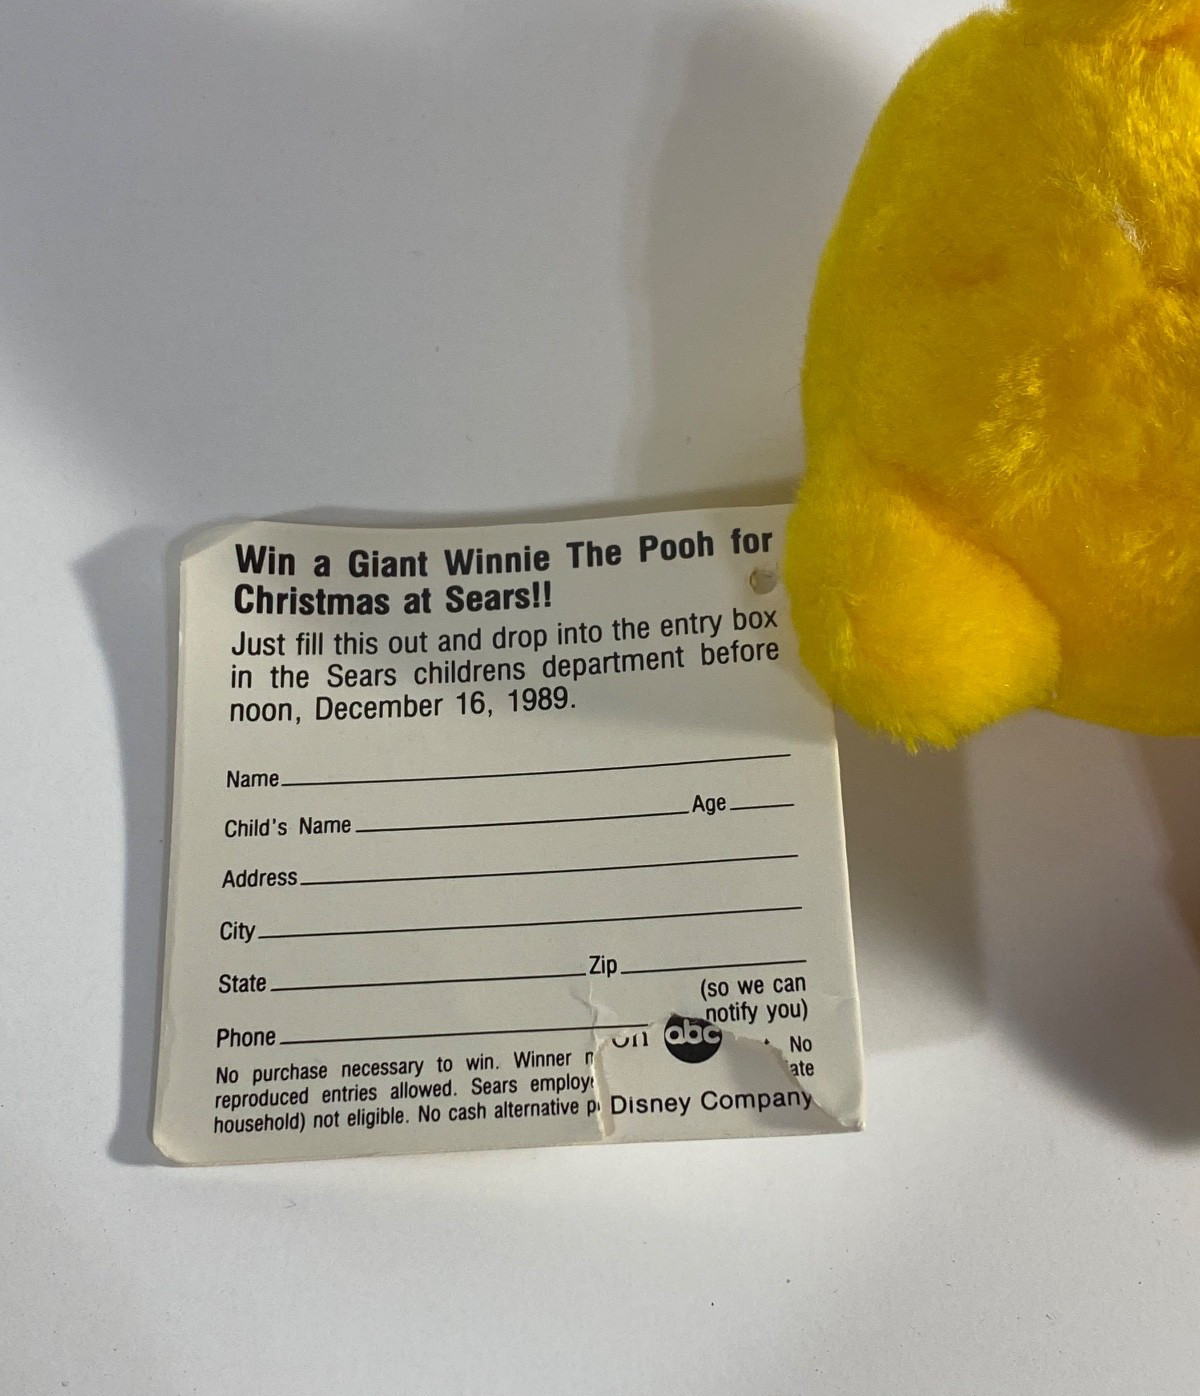 Win a Giant Winnie The Pooh for
Christmas at Sears!!
Just fill this out and drop into the entry box
in the Sears childrens department before
noon, December 16, 1989.
Name
Child's Name Age
Address
City
State Zip
(so we can
notify you)
Phone
on abc
No purchase necessary to win. Winner No
reproduced entries allowed. Sears
household) not eligible. No cash alternative
Disney Company